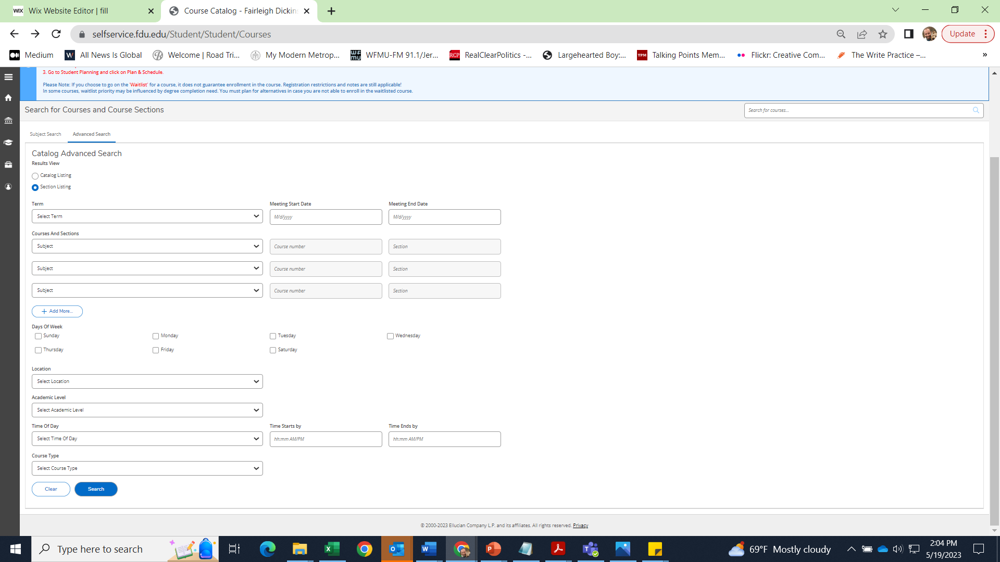 WIX Wix Website Editor | fill
Course Catalog - Fairleigh Dickin
selfservice.fdu.edu/Student/Student/Courses
Update
Medium
W All News Is Global
Welcome | Road Tri...
My Modern Metrop...
WFMU WFMU-FM 91.1/Jer...
RCP RealClearPolitics -...
Largehearted Boy:...
TPM Talking Points Mem...
Flickr: Creative Com...
The Write Practice –...
»
3. Go to Student Planning and click on Plan & Schedule.
Please Note: If you choose to go on the 'Waitlist' for a course, it does not guarantee enrollment in the course. Registration restrictions and notes are still applicable!
In some courses, waitlist priority may be influenced by degree completion need. You must plan for alternatives in case you are not able to enroll in the waitlisted course.
Search for Courses and Course Sections
Search for courses...
Subject Search
Advanced Search
Catalog Advanced Search
Results View
Catalog Listing
Section Listing
Term
Meeting Start Date
Meeting End Date
Select Term
M/d/yyyy
M/d/yyyy
Courses And Sections
Subject
Course number
Section
Subject
Course number
Section
Subject
Course number
Section
+ Add More...
Days Of Week
Sunday
Monday
Tuesday
Wednesday
Thursday
Friday
Saturday
Location
Select Location
Academic Level
Select Academic Level
Time Of Day
Time Starts by
Time Ends by
Select Time Of Day
hh:mm AM/PM
hh:mm AM/PM
Course Type
Select Course Type
Clear
Search
© 2000-2023 Ellucian Company L.P. and its affiliates. All rights reserved. Privacy
Type here to search
69°F Mostly cloudy
2:04 PM
5/19/2023